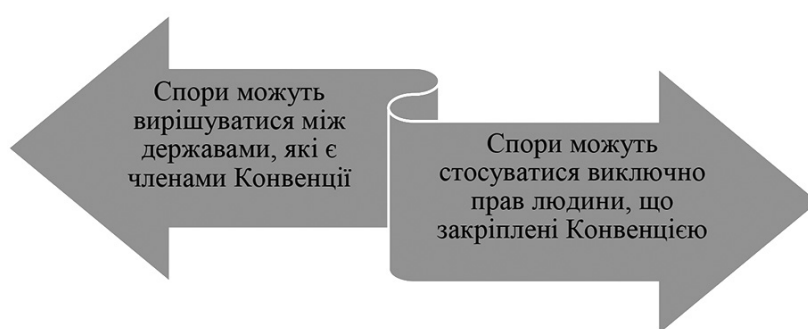 Спори можуть
вирішуватися між
державами, які є
членами Конвенції
Спори можуть
стосуватися виключно
прав людини, що
закріплені Конвенцією